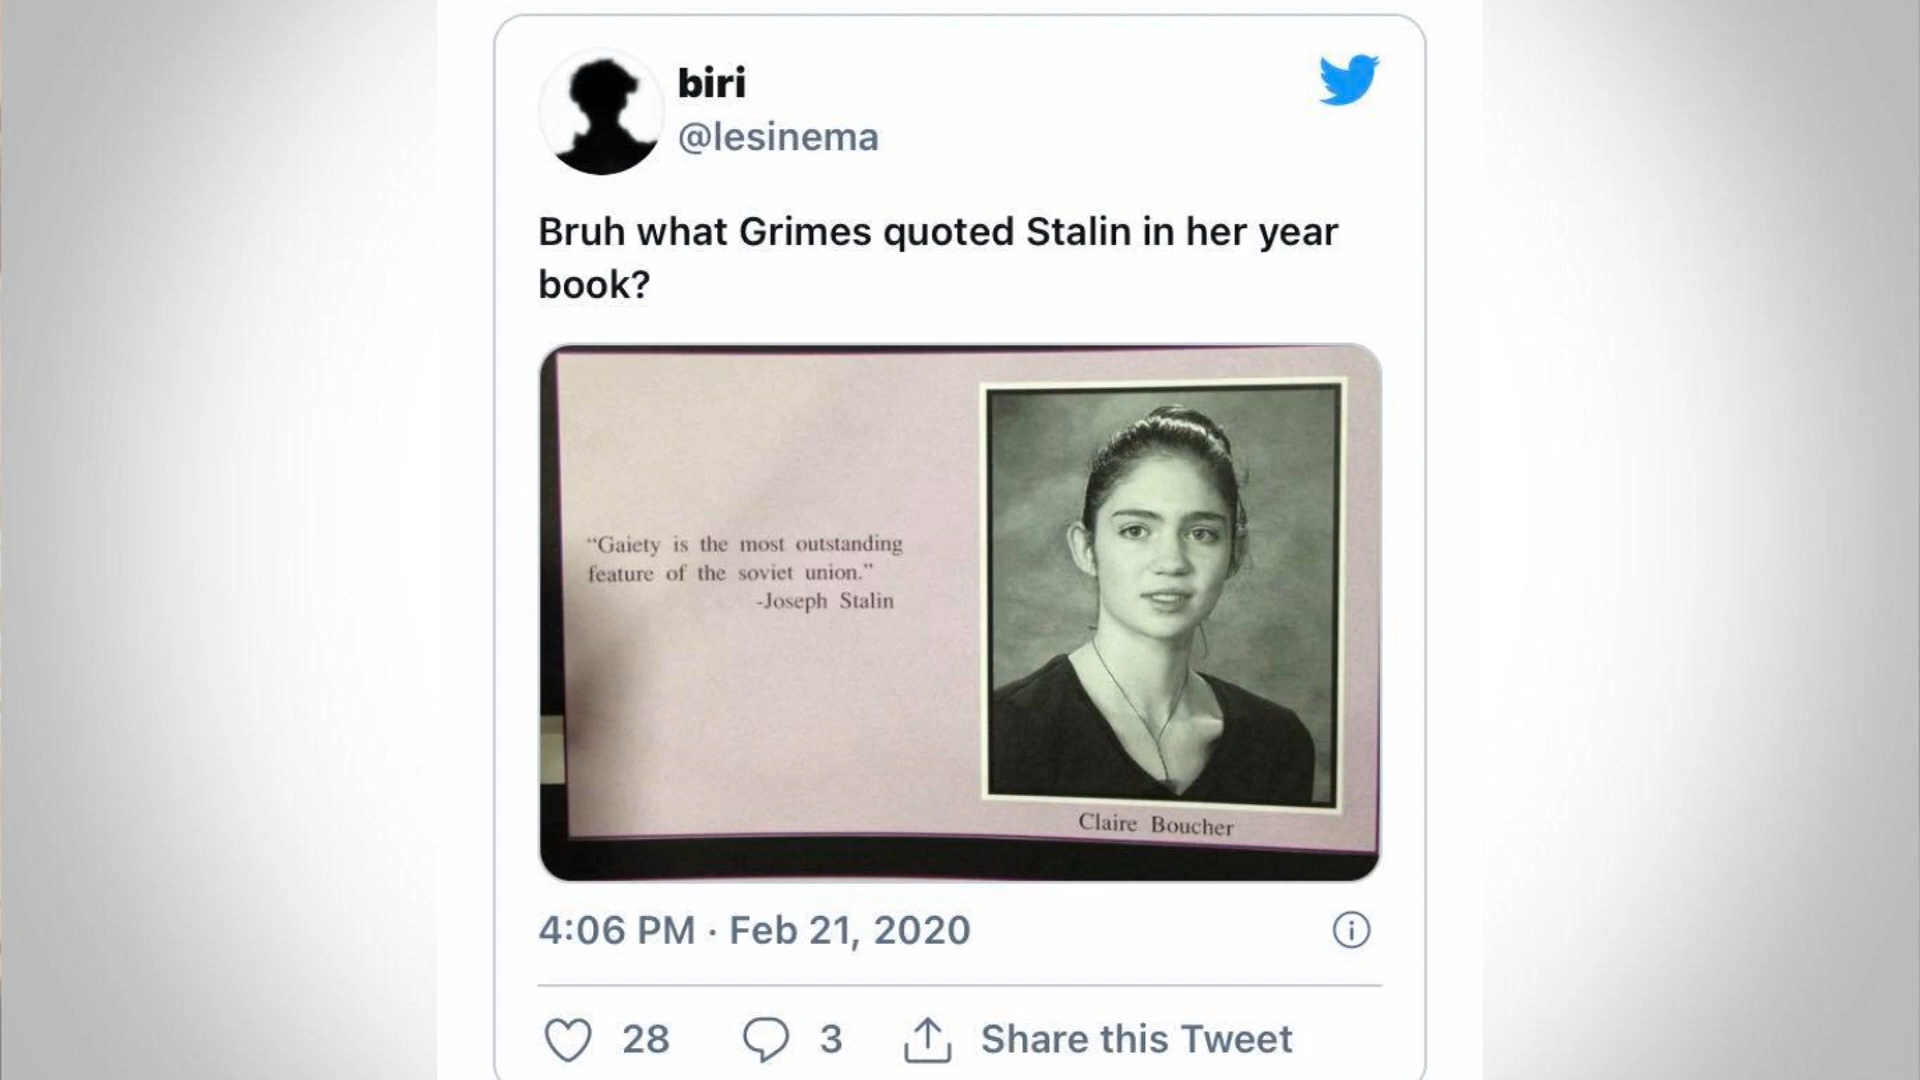 biri
@lesinema
Bruh what Grimes quoted Stalin in her year
book?
“Gaiety is the most outstanding
feature of the soviet union.”
-Joseph Stalin
Claire Boucher
4:06 PM · Feb 21, 2020
28
3
Share this Tweet